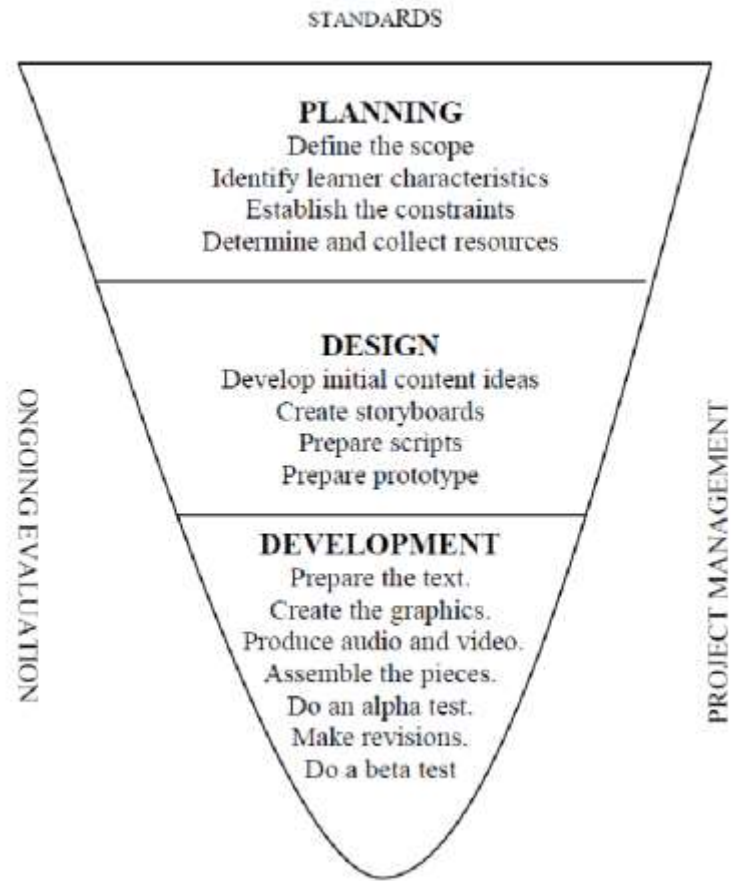 STANDARDS
PLANNING
Define the scope
Identify learner characteristics
Establish the constraints
Determine and collect resources
DESIGN
Develop initial content ideas
Create storyboards
Prepare scripts
Prepare prototype
DEVELOPMENT
Prepare the text.
Create the graphics.
Produce audio and video.
Assemble the pieces.
Do an alpha test.
Make revisions.
Do a beta test
ONGOING EVALUATION
PROJECT MANAGEMENT